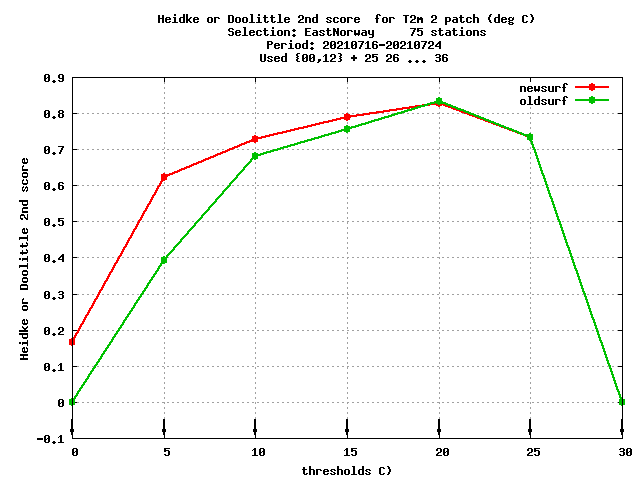 Heidke or Doolittle 2nd score  for T2m 2 patch (deg C)
Selection: EastNorway     75 stations
Period: 20210716-20210724
Used {00,12} + 25 26 ... 36
newsurf
oldsurf
Heidke or Doolittle 2nd score
0.9
0.8
0.7
0.6
0.5
0.4
0.3
0.2
0.1
0
-0.1
0 5 10 15 20 25 30
thresholds C)